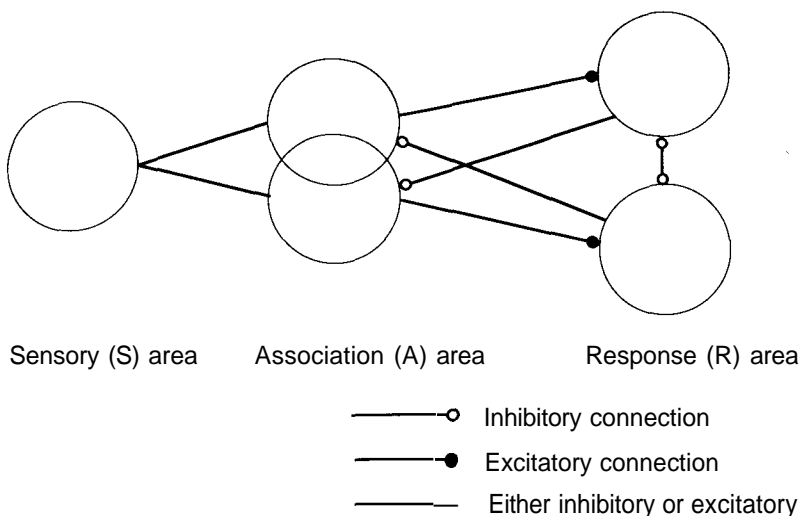 Sensory (S) area
Association (A) area
Response (R) area
Inhibitory connection
Excitatory connection
Either inhibitory or excitatory